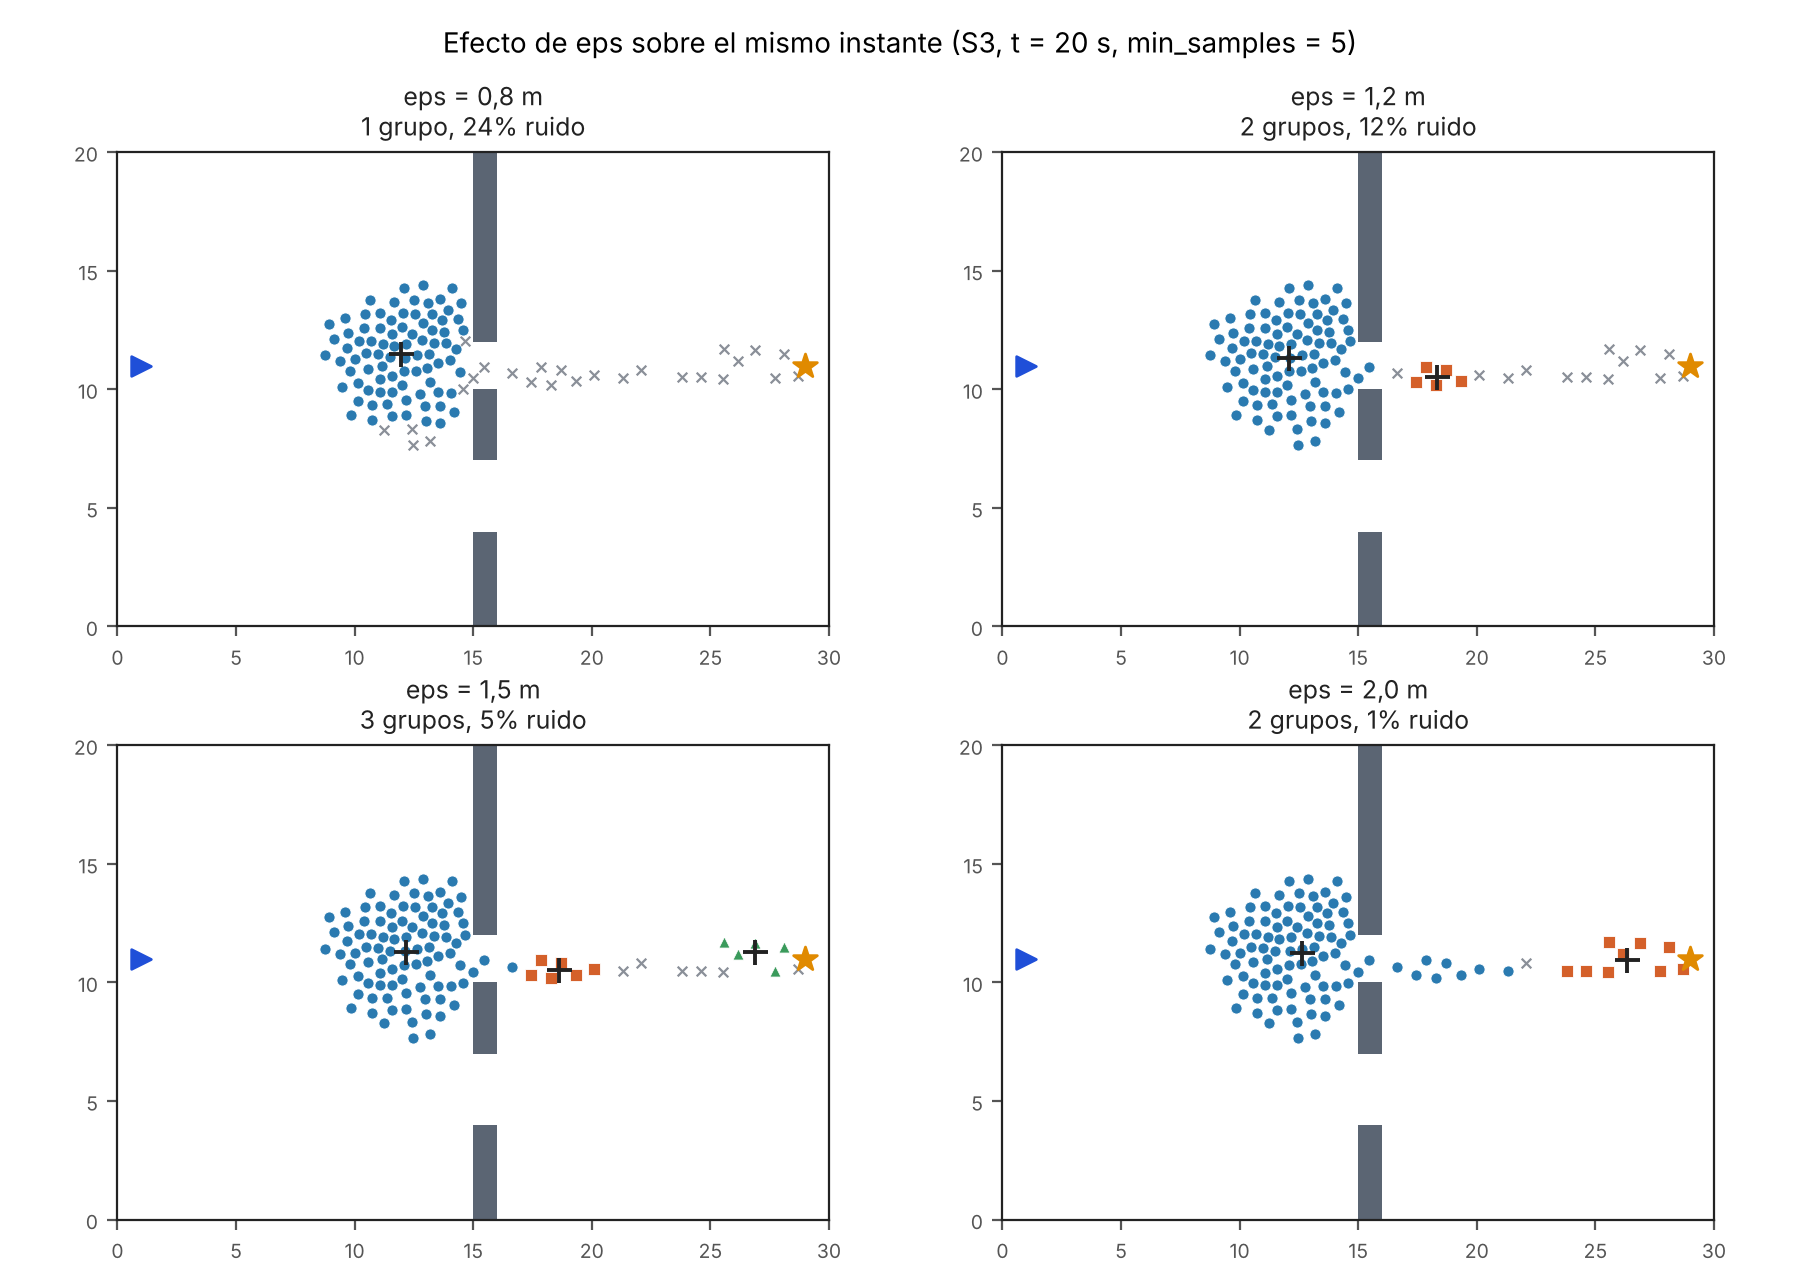 Efecto de eps sobre el mismo instante (S3, t = 20 s, min_samples = 5)
eps = 0,8 m
1 grupo, 24% ruido
20
15
10
5
0
0 5 10 15 20 25 30
eps = 1,2 m
2 grupos, 12% ruido
20
15
10
5
0
0 5 10 15 20 25 30
eps = 1,5 m
3 grupos, 5% ruido
20
15
10
5
0
0 5 10 15 20 25 30
eps = 2,0 m
2 grupos, 1% ruido
20
15
10
5
0
0 5 10 15 20 25 30